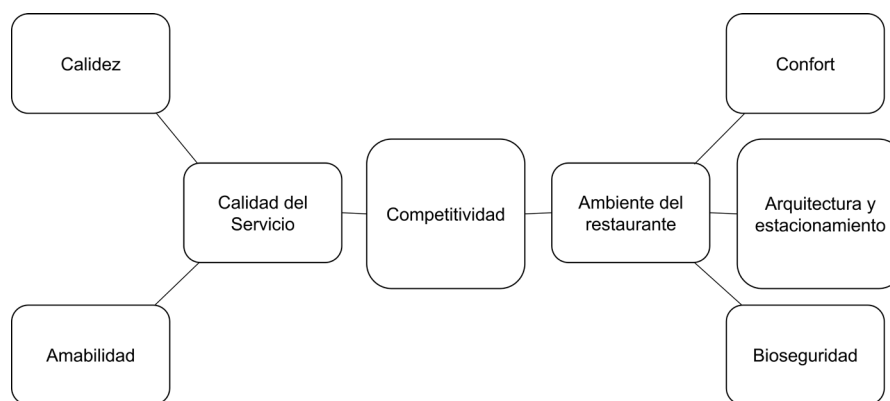 Calidez
Confort
Calidad del
Servicio
Competitividad
Ambiente del
restaurante
Arquitectura y
estacionamiento
Amabilidad
Bioseguridad